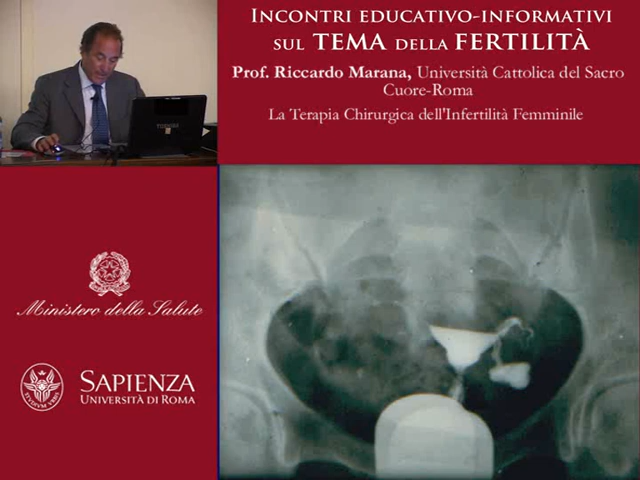 INCONTRI EDUCATIVO-INFORMATIVI
SUL TEMA DELLA FERTILITÀ
Prof. Riccardo Marana, Università Cattolica del Sacro
Cuore-Roma
La Terapia Chirurgica dell'Infertilità Femminile
Ministero della Salute
SAPIENZA
UNIVERSITÀ DI ROMA